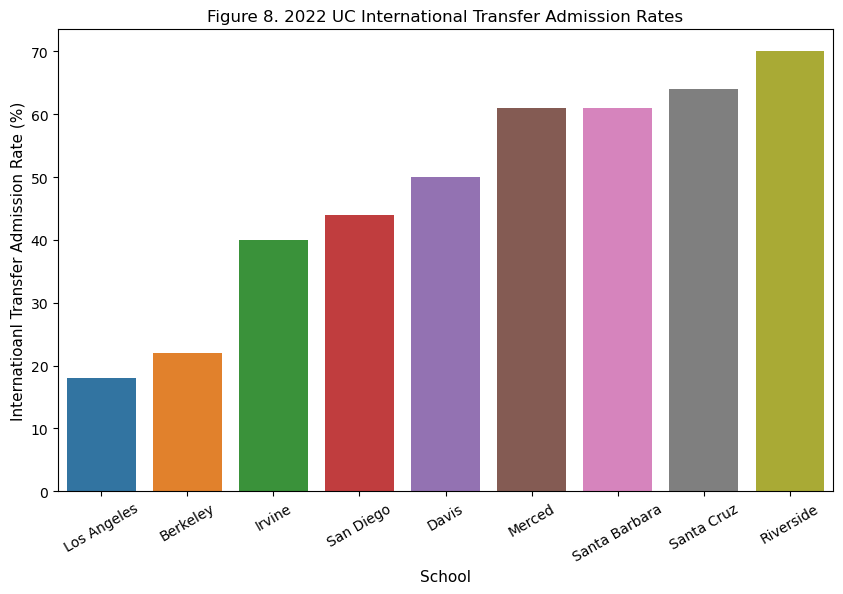 Figure 8. 2022 UC International Transfer Admission Rates
Internatioanl Transfer Admission Rate (%)
70
60
50
40
30
20
10
0
Los Angeles
Berkeley
Irvine
San Diego
Davis
Merced
Santa Barbara
Santa Cruz
Riverside
School